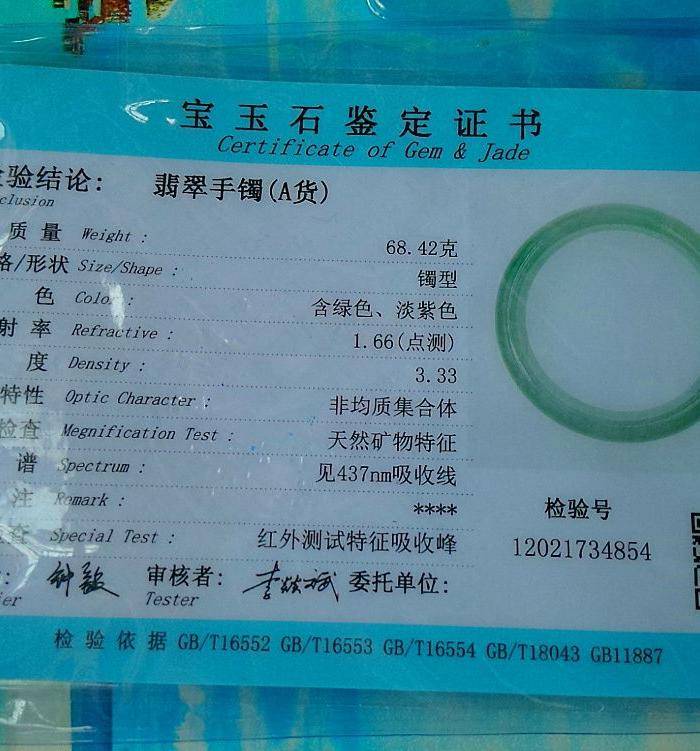 宝玉石鉴定证书
Certificate of Gem & Jade
验结论: 翡翠手镯(A货)
clusion
质量 Weight : 68.42克
格/形状 Size/Shape : 镯型
色 Color : 含绿色、淡紫色
射率 Refractive : 1.66(点测)
度 Density : 3.33
特性 Optic Character : 非均质集合体
检查 Megnification Test : 天然矿物特征
谱 Spectrum : 见437nm吸收线
注 Remark : ****
查 Special Test : 红外测试特征吸收峰
检验号
12021734854
审核者: 委托单位:
ier Tester
检验依据 GB/T16552 GB/T16553 GB/T16554 GB/T18043 GB11887